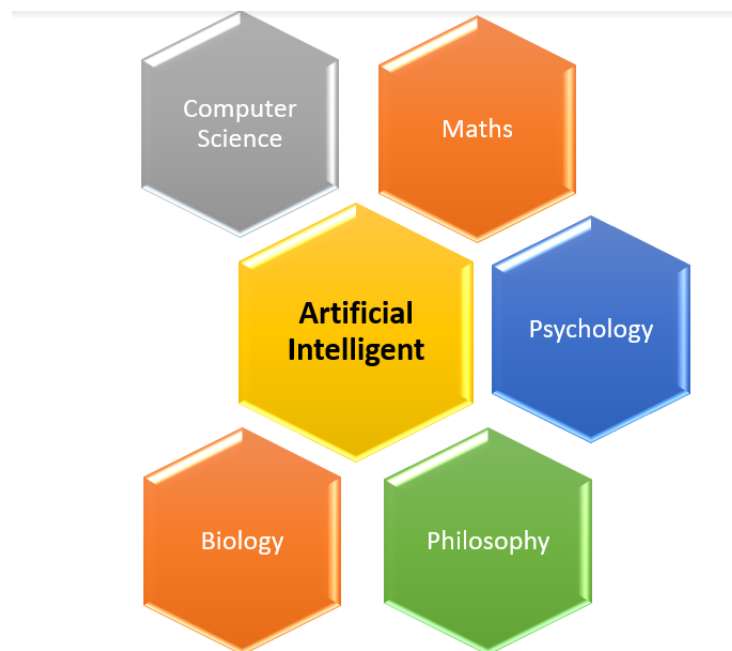 Computer
Science
Maths
Artificial
Intelligent
Psychology
Biology
Philosophy